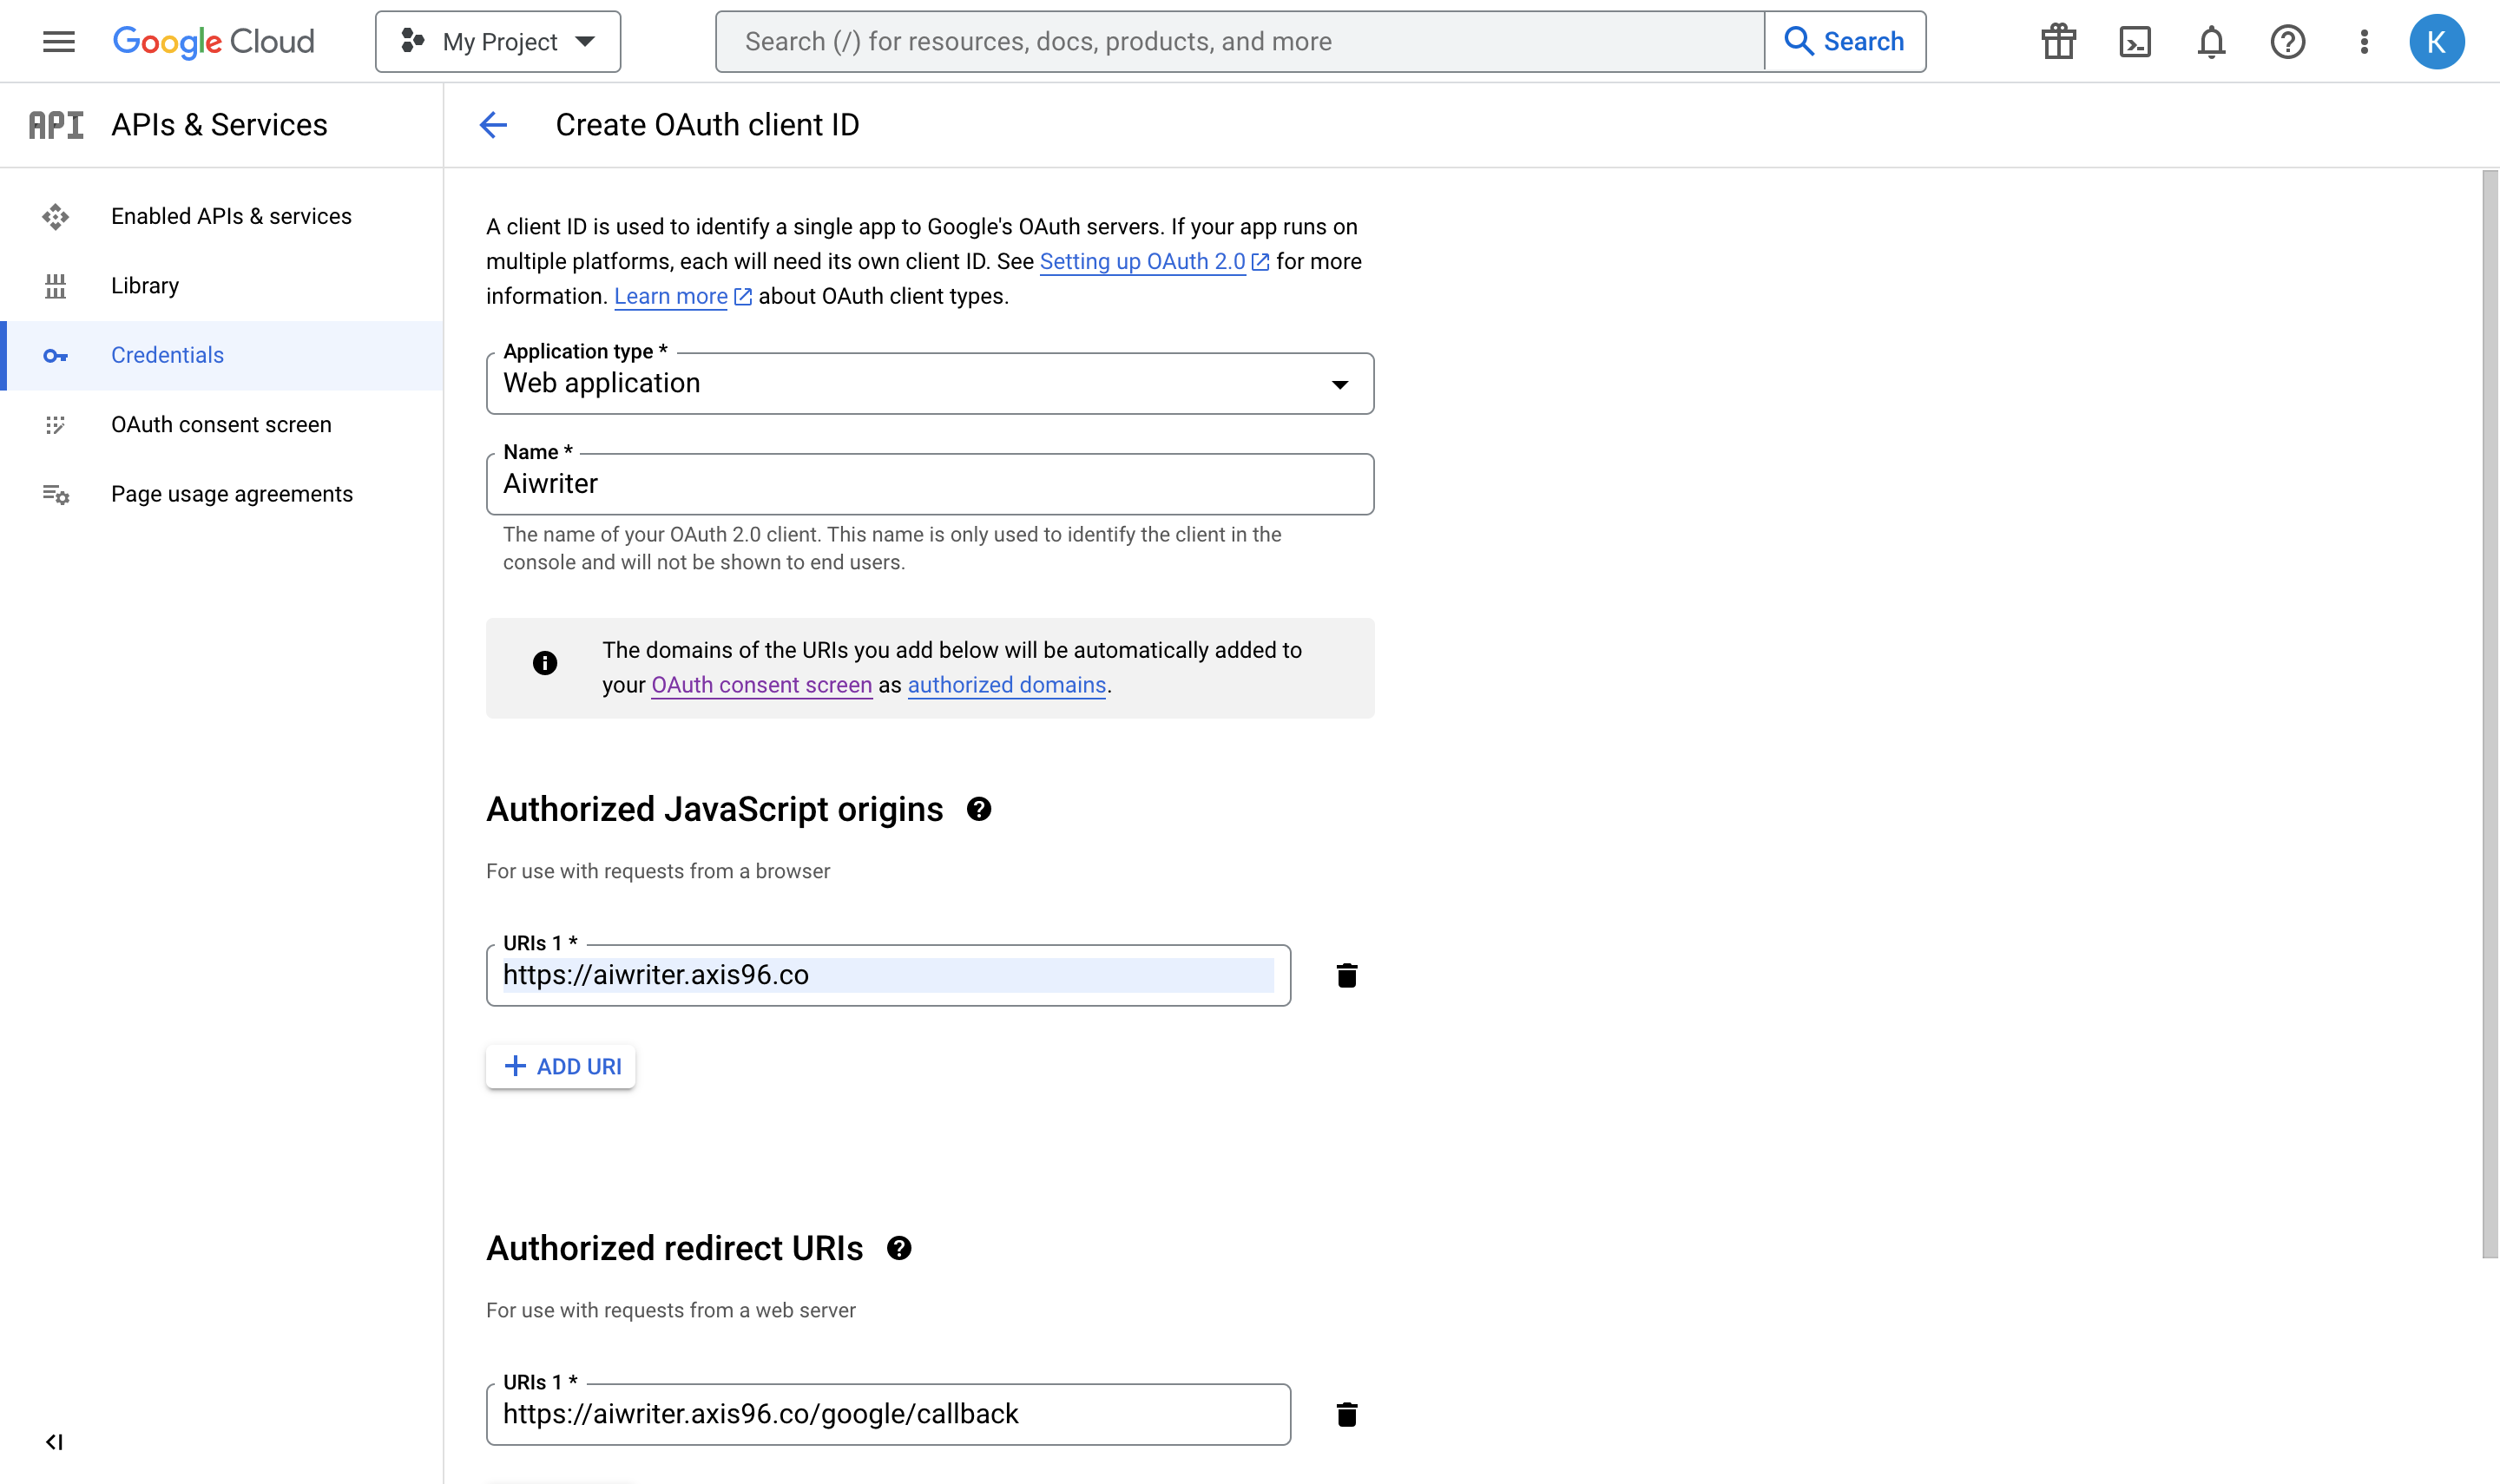 Google Cloud
My Project
Search (/) for resources, docs, products, and more
Search
K
API
APIs & Services
Create OAuth client ID
Enabled APIs & services
Library
Credentials
OAuth consent screen
Page usage agreements
A client ID is used to identify a single app to Google's OAuth servers. If your app runs on
multiple platforms, each will need its own client ID. See Setting up OAuth 2.0 for more
information. Learn more about OAuth client types.
Application type *
Web application
Name *
Aiwriter
The name of your OAuth 2.0 client. This name is only used to identify the client in the
console and will not be shown to end users.
The domains of the URIs you add below will be automatically added to
your OAuth consent screen as authorized domains.
Authorized JavaScript origins
For use with requests from a browser
URIs 1 *
https://aiwriter.axis96.co
ADD URI
Authorized redirect URIs
For use with requests from a web server
URIs 1 *
https://aiwriter.axis96.co/google/callback